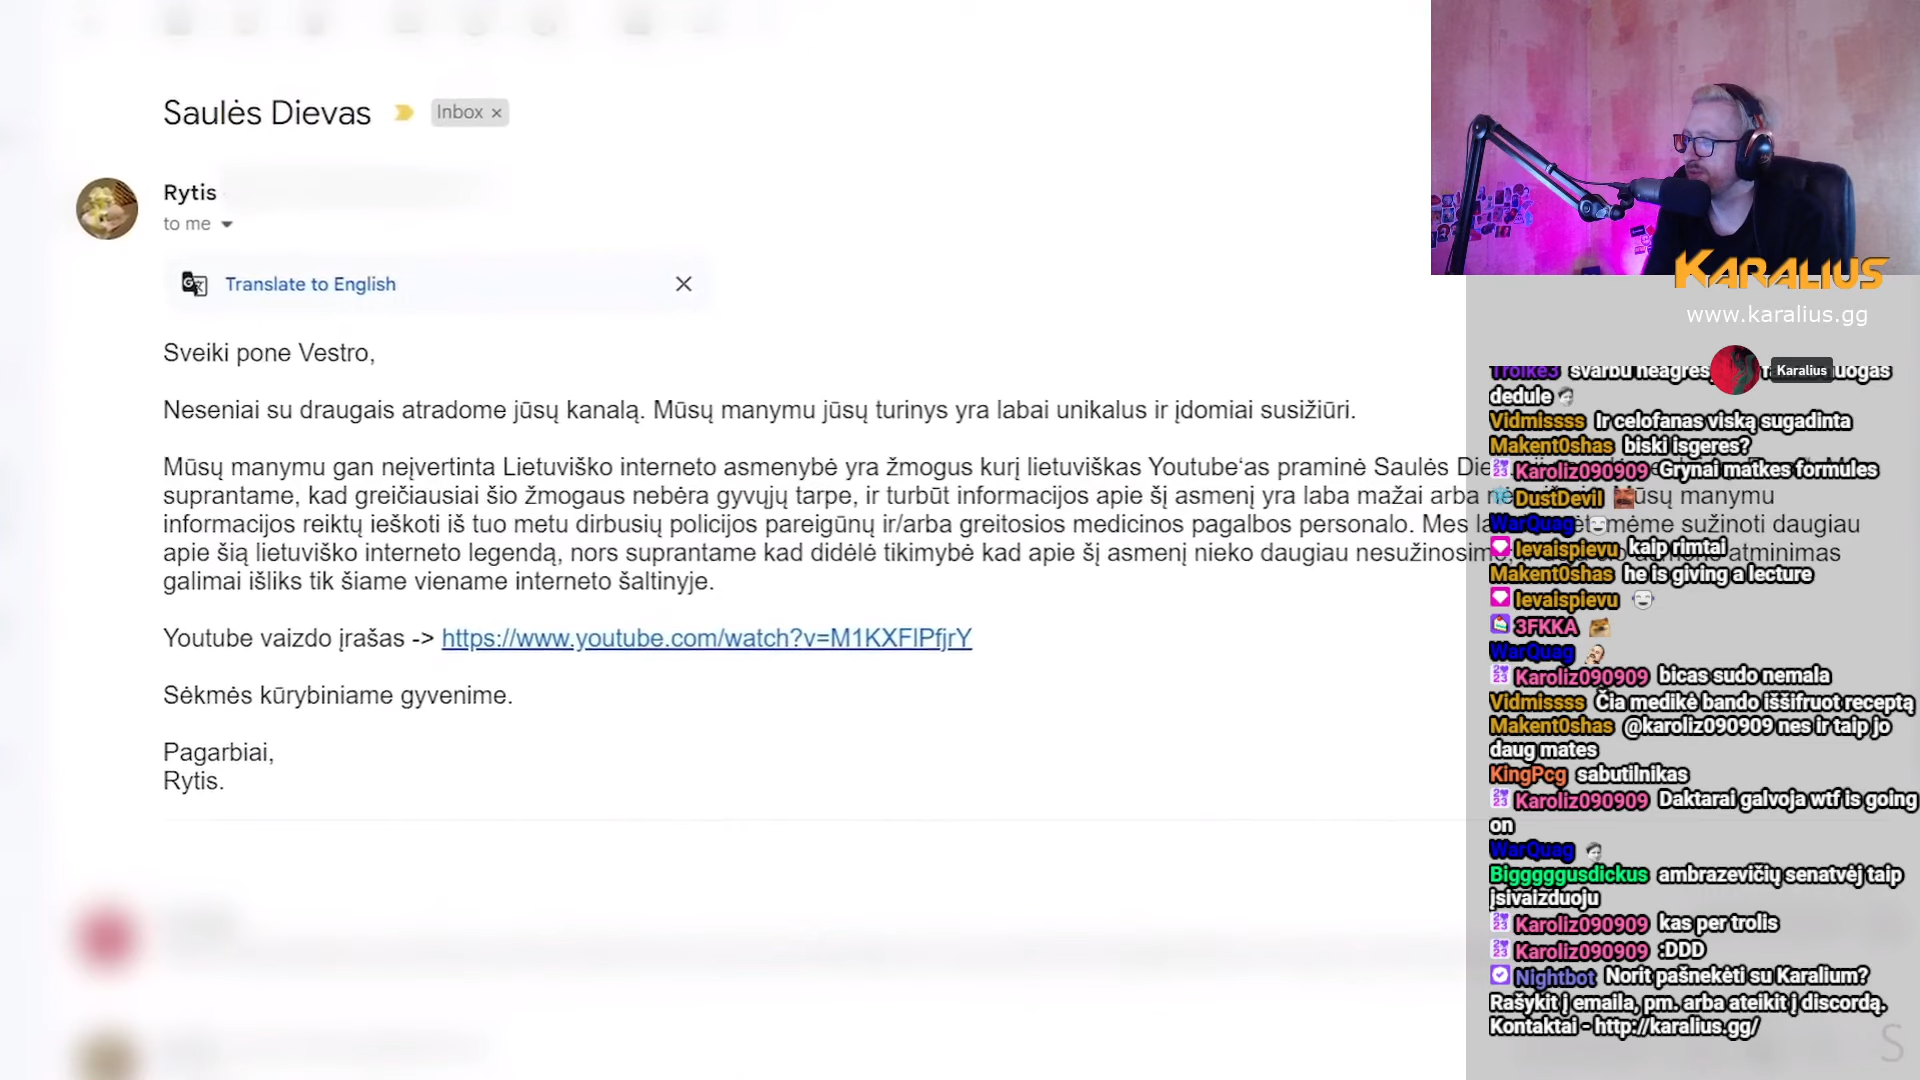 Saulės Dievas
Inbox ×
Rytis
to me
Translate to English
Sveiki pone Vestro,
Neseniai su draugais atradome jūsų kanalą. Mūsų manymu jūsų turinys yra labai unikalus ir įdomiai susižiūri.
Mūsų manymu gan neįvertinta Lietuviško interneto asmenybė yra žmogus kurį lietuviškas Youtube‘as praminė Saulės
suprantame, kad greičiausiai šio žmogaus nebėra gyvųjų tarpe, ir turbūt informacijos apie šį asmenį yra laba mažai arba manymu
informacijos reiktų ieškoti iš tuo metu dirbusių policijos pareigūnų ir/arba greitosios medicinos pagalbos personalo. Mes sužinoti daugiau
apie šią lietuviško interneto legendą, nors suprantame kad didėlė tikimybė kad apie šį asmenį nieko daugiau nesužinosime, atminimas
galimai išliks tik šiame viename interneto šaltinyje.
Youtube vaizdo įrašas -> https://www.youtube.com/watch?v=M1KXFlPfjrY
Sėkmės kūrybiniame gyvenime.
Pagarbiai,
Rytis.
KARALIUS
www.karalius.gg
Karalius
Trolke3 svarbu
dedule
Vidmissss Ir celofanas viską sugadinta
Makent0shas biski isgeres?
Karoliz090909 Grynai matkes formules
DustDevil
WarQuag
Ievaispievu kaip rimtai
Makent0shas he is giving a lecture
Ievaispievu
3FKKA
WarQuag
Karoliz090909 bicas sudo nemala
Vidmissss Čia medikė bando iššifruot receptą
Makent0shas @karoliz090909 nes ir taip jo
daug mates
KingPcg sabutilnikas
Karoliz090909 Daktarai galvoja wtf is going
on
WarQuag
Bigggggusdickus ambrazevičių senatvėj taip
įsivaizduoju
Karoliz090909 kas per trolis
Karoliz090909 :DDD
Nightbot Norit pašnekėti su Karalium?
Rašykit į emaila, pm. arba ateikit į discordą.
Kontaktai - http://karalius.gg/
S